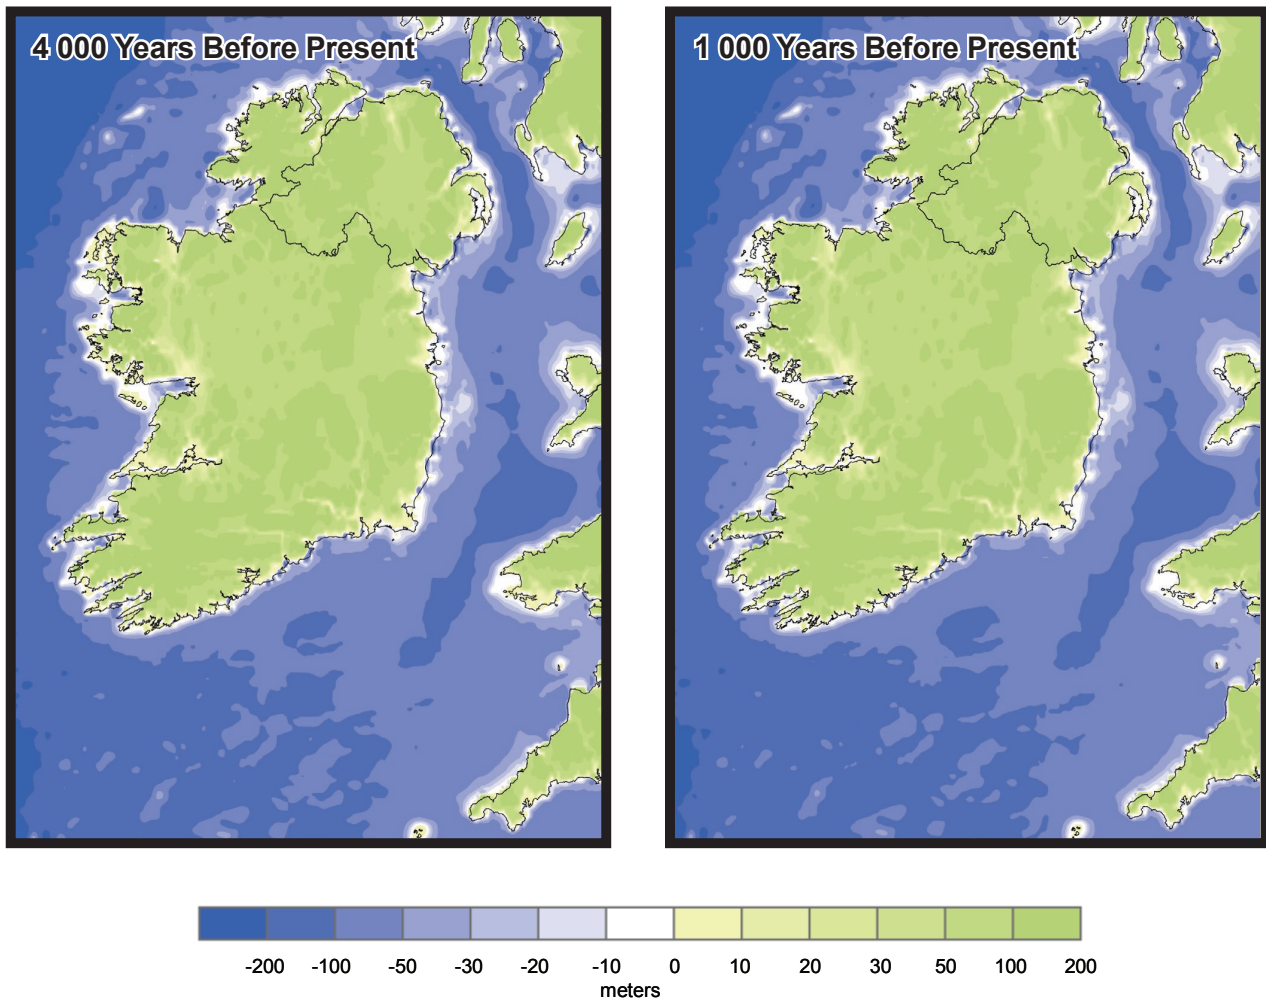 4 000 Years Before Present
1 000 Years Before Present
-200 -100 -50 -30 -20 -10 0 10 20 30 50 100 200
meters